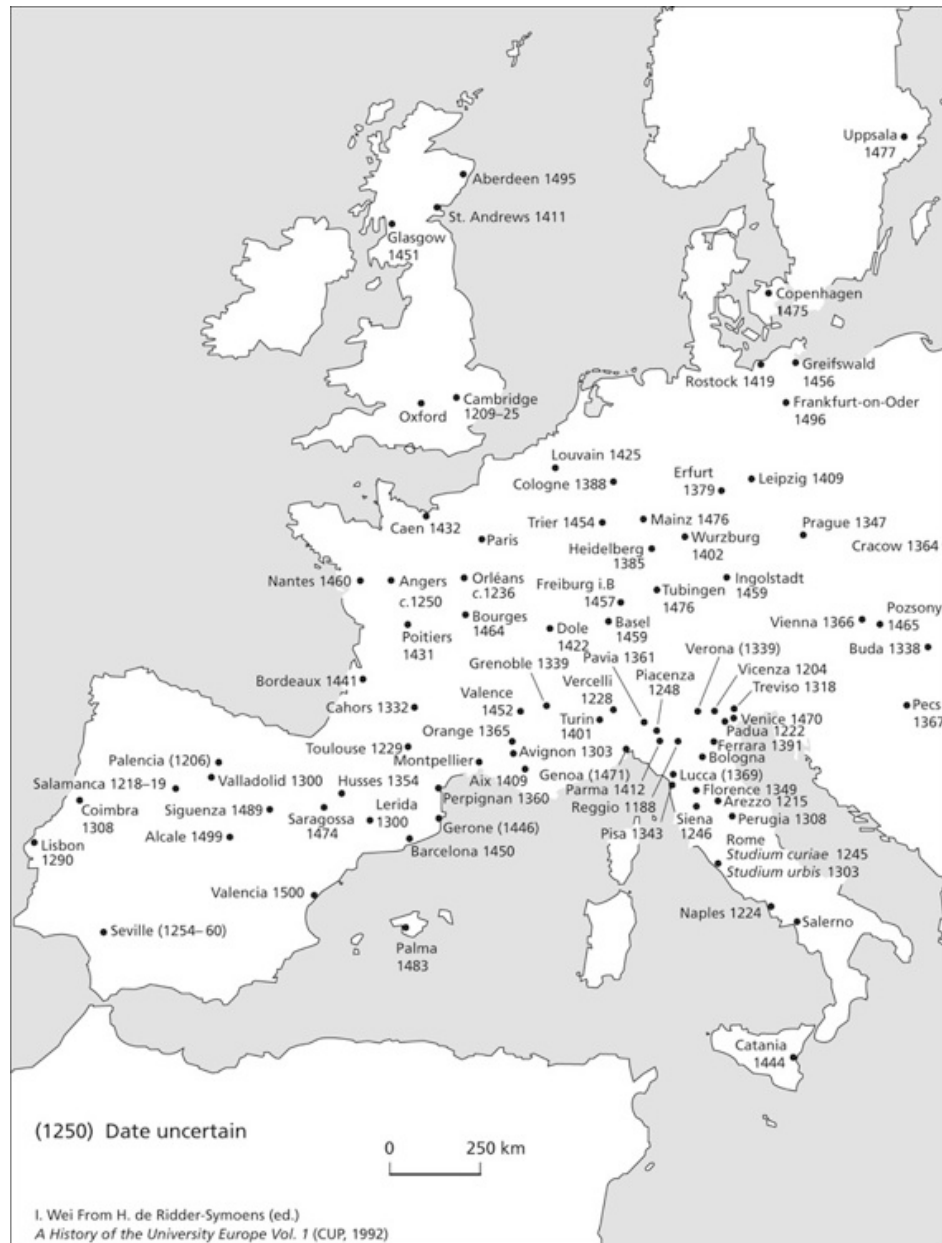 Uppsala
1477
Aberdeen 1495
St. Andrews 1411
Glasgow
1451
Copenhagen
1475
Rostock 1419
Greifswald
1456
Frankfurt-on-Oder
1496
Cambridge
1209–25
Oxford
Louvain 1425
Cologne 1388
Erfurt
1379
Leipzig 1409
Caen 1432
Paris
Trier 1454
Mainz 1476
Wurzburg
1402
Heidelberg
1385
Prague 1347
Cracow 1364
Nantes 1460
Angers
c.1250
Orléans
c.1236
Freiburg i.B
1457
Tubingen
1476
Ingolstadt
1459
Bourges
1464
Poitiers
1431
Dole
1422
Basel
1459
Vienna 1366
Pozsony
1465
Buda 1338
Grenoble 1339
Pavia 1361
Verona (1339)
Piacenza
1248
Vicenza 1204
Treviso 1318
Bordeaux 1441
Cahors 1332
Valence
1452
Vercelli
1228
Turin
1401
Venice 1470
Padua 1222
Ferrara 1391
Bologna
Pecs
1367
Orange 1365
Toulouse 1229
Montpellier
Avignon 1303
Aix 1409
Genoa (1471)
Parma 1412
Reggio 1188
Lucca (1369)
Florence 1349
Arezzo 1215
Perugia 1308
Pisa 1343
Siena
1246
Palencia (1206)
Salamanca 1218–19
Valladolid 1300
Husses 1354
Perpignan 1360
Coimbra
1308
Siguenza 1489
Saragossa
1474
Lerida
1300
Gerone (1446)
Alcale 1499
Barcelona 1450
Lisbon
1290
Rome
Studium curiae 1245
Studium urbis 1303
Valencia 1500
Naples 1224
Salerno
Seville (1254–60)
Palma
1483
Catania
1444
(1250) Date uncertain
0 250 km
I. Wei From H. de Ridder-Symoens (ed.)
A History of the University Europe Vol. 1 (CUP, 1992)